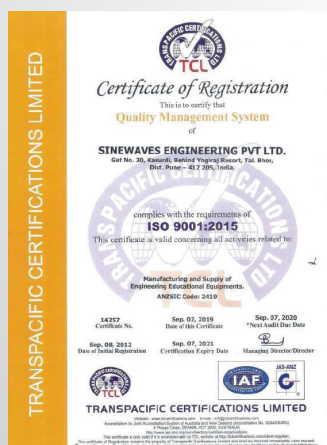 TRANSPACIFIC CERTIFICATIONS LIMITED
TRANSPACIFIC CERTIFICATIONS LTD
TCL
Certificate of Registration
This is to certify that
Quality Management System
of
SINEWAVES ENGINEERING PVT LTD.
Gat No. 30, Kasurdi, Behind Yogiraj Resort, Tal. Bhor,
Dist. Pune – 412 205, India.
complies with the requirements of
ISO 9001:2015
This certificate is valid concerning all activities related to:
Manufacturing and Supply of
Engineering Educational Equipments.
ANZSIC Code: 2419
14257
Certificate No.
Sep. 02, 2019
Date of this Certificate
Sep. 07, 2020
*Next Audit Due Date
Sep. 08, 2012
Date of Initial Registration
Sep. 07, 2021
Certification Expiry Date
Managing Director/Director
TCL
IAF
JAS-ANZ
TRANSPACIFIC CERTIFICATIONS LIMITED